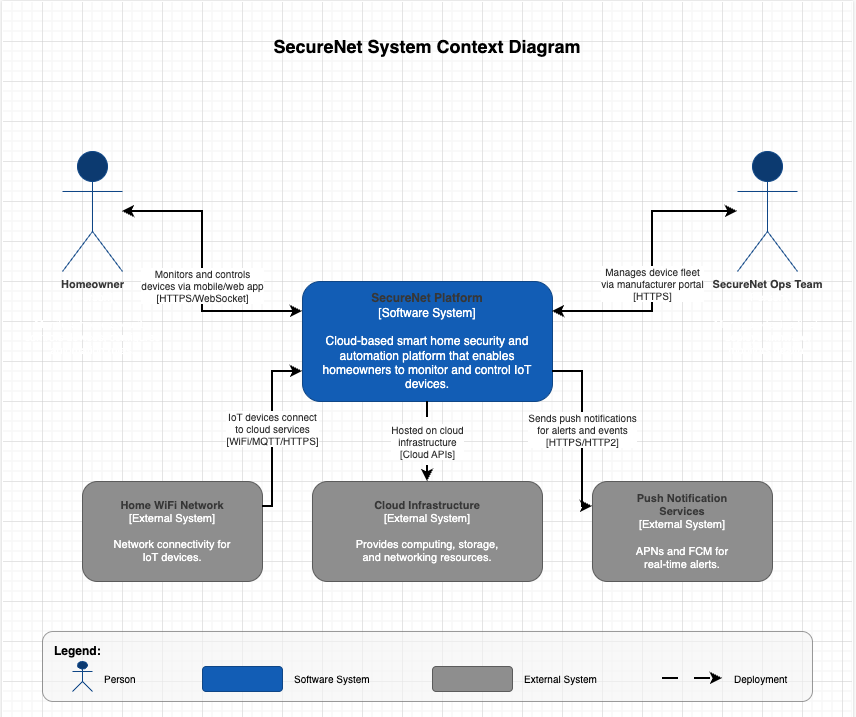 SecureNet System Context Diagram
Monitors and controls
devices via mobile/web app
[HTTPS/WebSocket]
Homeowner
Manages device fleet
via manufacturer portal
[HTTPS]
SecureNet Ops Team
SecureNet Platform
[Software System]
Cloud-based smart home security and
automation platform that enables
homeowners to monitor and control IoT
devices.
IoT devices connect
to cloud services
[WiFi/MQTT/HTTPS]
Hosted on cloud
infrastructure
[Cloud APIs]
Sends push notifications
for alerts and events
[HTTPS/HTTP2]
Home WiFi Network
[External System]
Network connectivity for
IoT devices.
Cloud Infrastructure
[External System]
Provides computing, storage,
and networking resources.
Push Notification
Services
[External System]
APNs and FCM for
real-time alerts.
Legend:
Person
Software System
External System
Deployment